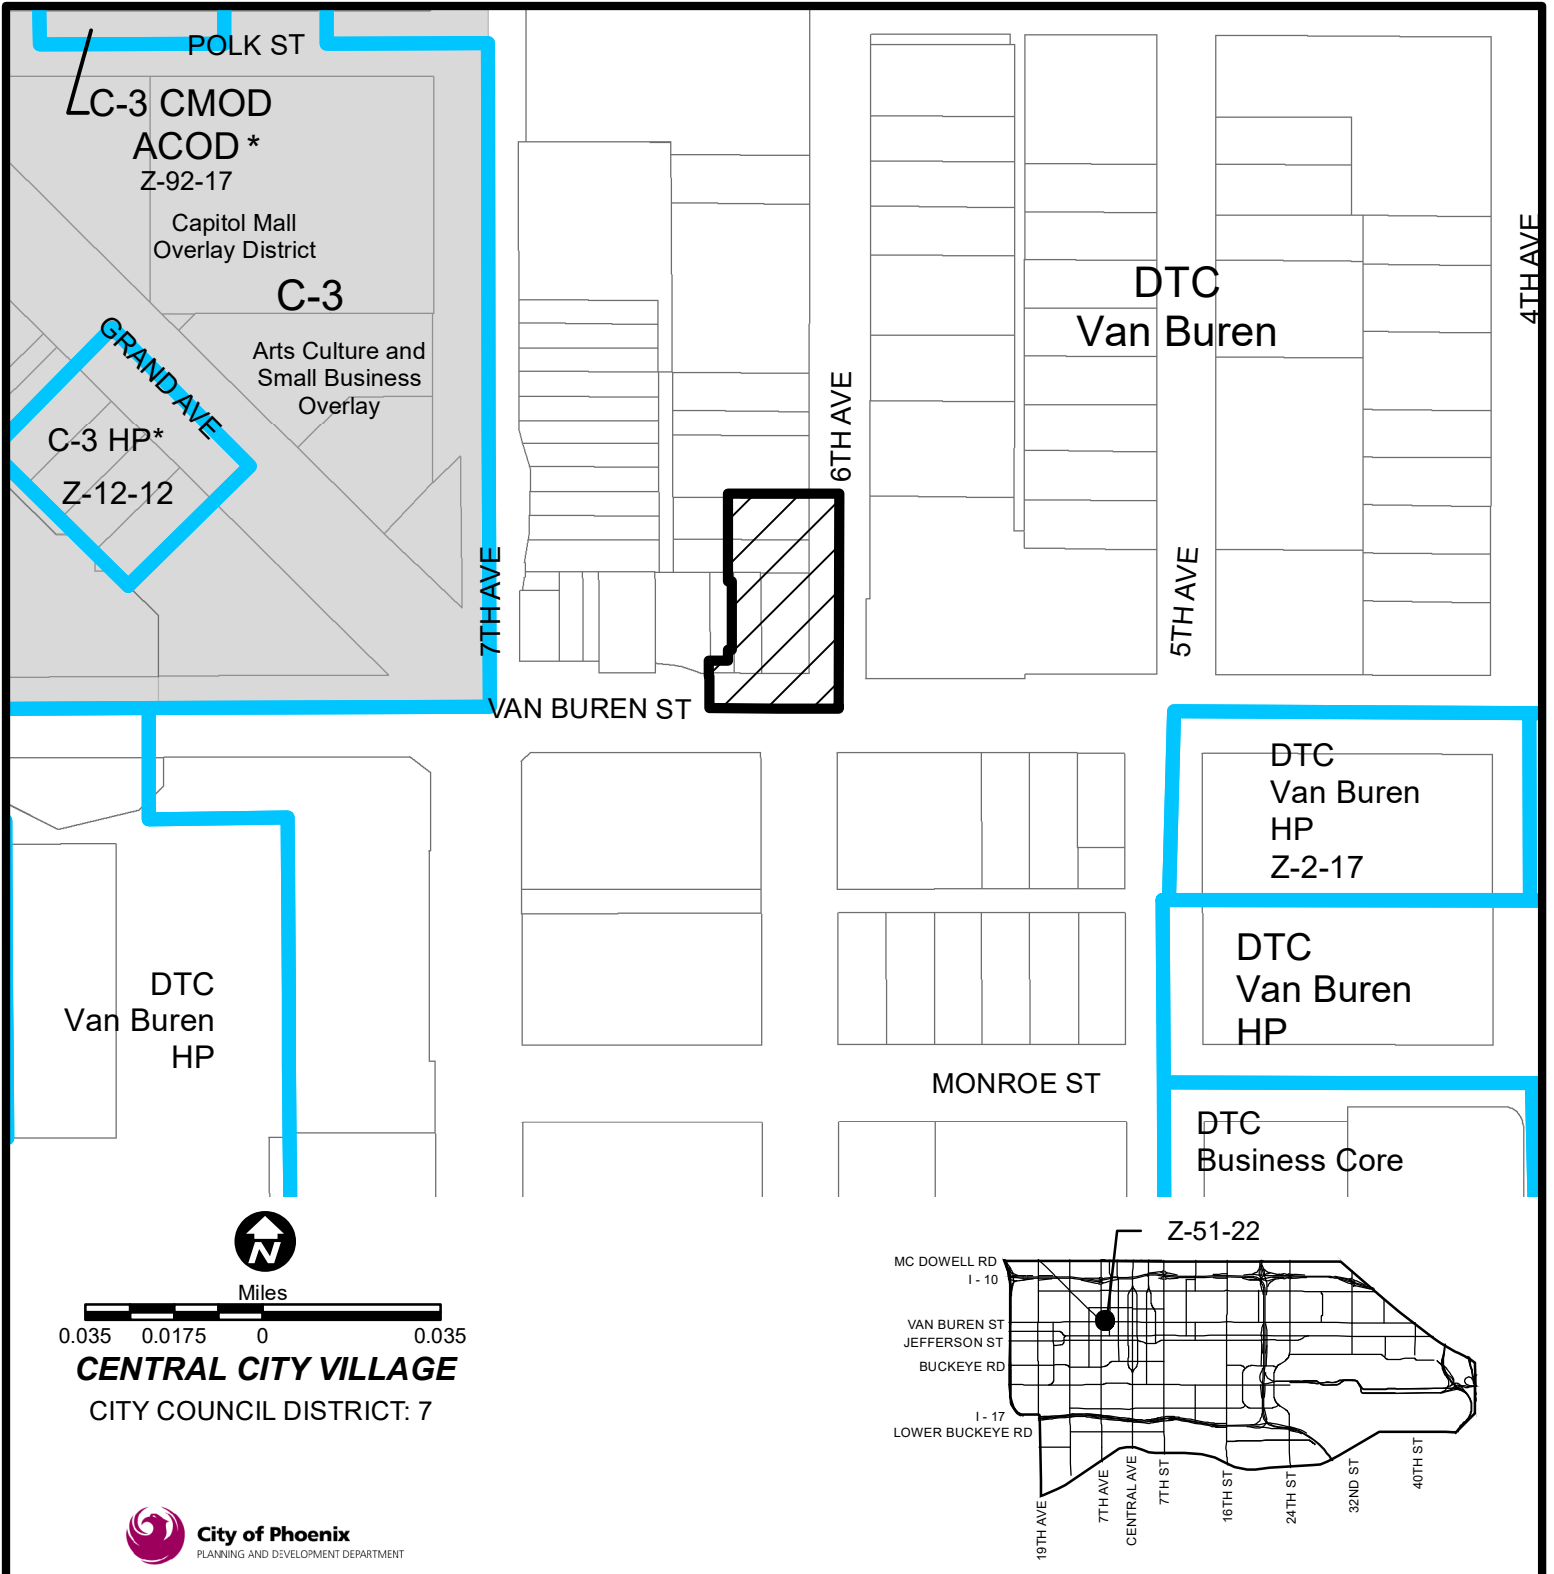 POLK ST
C-3 CMOD
ACOD *
Z-92-17
Capitol Mall
Overlay District
C-3
GRAND AVE
Arts Culture and
Small Business
Overlay
C-3 HP*
Z-12-12
7TH AVE
6TH AVE
DTC
Van Buren
5TH AVE
4TH AVE
VAN BUREN ST
DTC
Van Buren
HP
Z-2-17
DTC
Van Buren
HP
DTC
Van Buren
HP
MONROE ST
DTC
Business Core
N
Miles
0.035 0.0175 0 0.035
CENTRAL CITY VILLAGE
CITY COUNCIL DISTRICT: 7
City of Phoenix
PLANNING AND DEVELOPMENT DEPARTMENT
Z-51-22
MC DOWELL RD
I - 10
VAN BUREN ST
JEFFERSON ST
BUCKEYE RD
I - 17
LOWER BUCKEYE RD
19TH AVE
7TH AVE
CENTRAL AVE
7TH ST
16TH ST
24TH ST
32ND ST
40TH ST